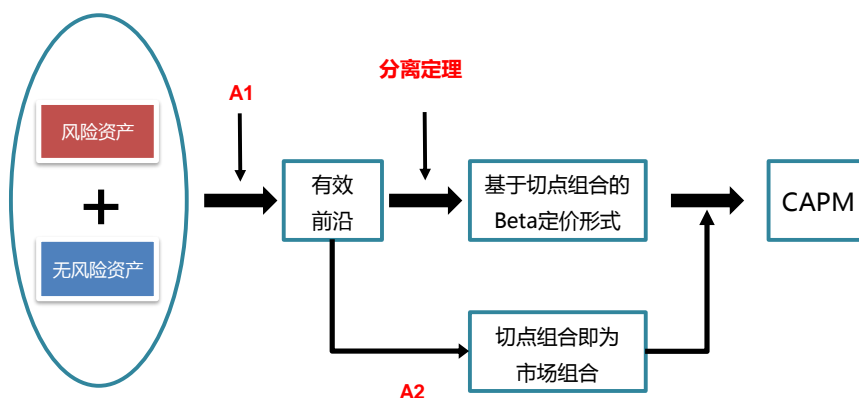 分离定理
A1
风险资产
+
无风险资产
有效
前沿
基于切点组合的
Beta定价形式
CAPM
切点组合即为
市场组合
A2